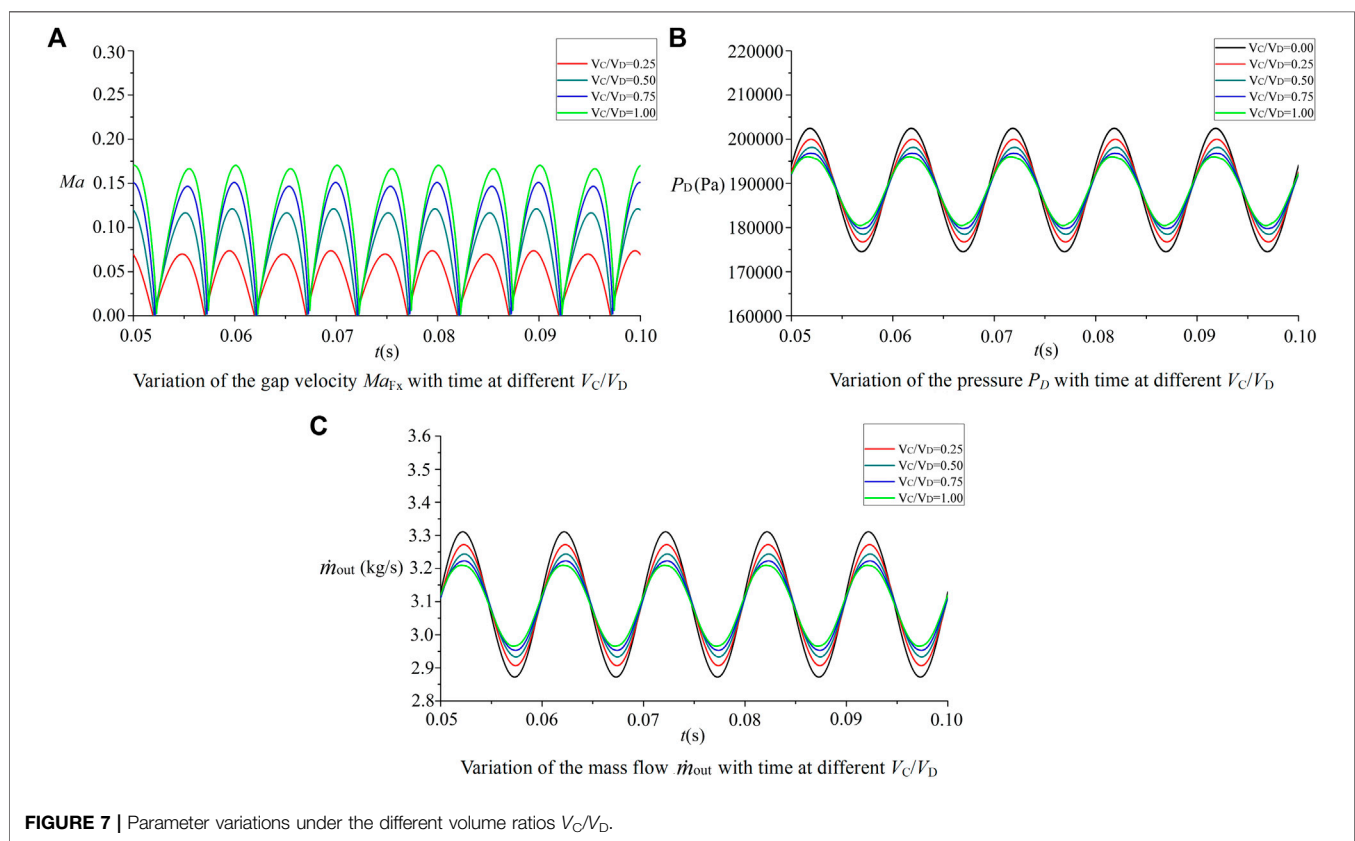 A
0.30
0.25
0.20
0.15
0.10
0.05
0.00
Ma
VC/VD=0.25
VC/VD=0.50
VC/VD=0.75
VC/VD=1.00
0.05 0.06 0.07 0.08 0.09 0.10
t(s)
Variation of the gap velocity MaFx with time at different VC/VD
B
220000
210000
200000
190000
180000
170000
160000
PD (Pa)
VC/VD=0.00
VC/VD=0.25
VC/VD=0.50
VC/VD=0.75
VC/VD=1.00
0.05 0.06 0.07 0.08 0.09 0.10
t(s)
Variation of the pressure PD with time at different VC/VD
C
3.6
3.5
3.4
3.3
3.2
3.1
3.0
2.9
2.8
ṁout (kg/s)
VC/VD=0.25
VC/VD=0.50
VC/VD=0.75
VC/VD=1.00
0.05 0.06 0.07 0.08 0.09 0.10
t(s)
Variation of the mass flow ṁout with time at different VC/VD
FIGURE 7 | Parameter variations under the different volume ratios VC/VD.